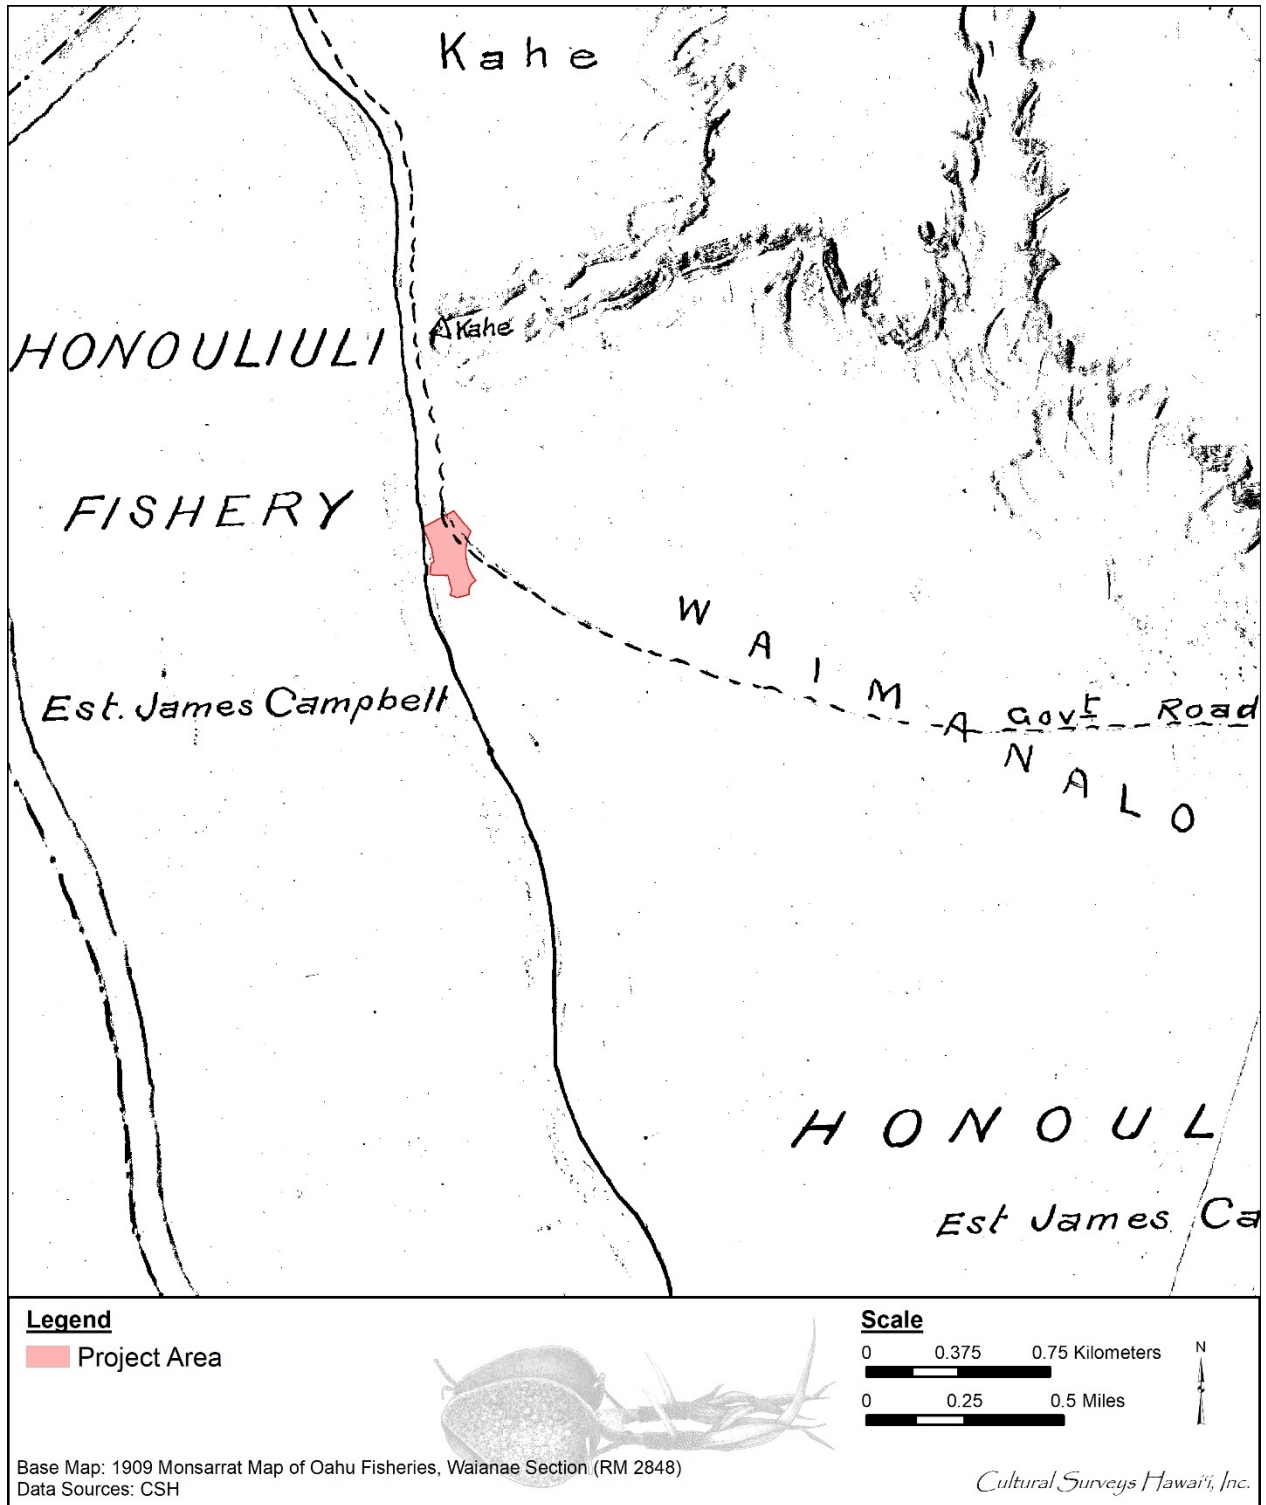 Kahe
Kahe
HONOULIULI
FISHERY
WAIMANALO
Est. James Campbell
Govt Road
HONOUL
Est James Ca
Legend
Project Area
Scale
0 0.375 0.75 Kilometers
0 0.25 0.5 Miles
N
Base Map: 1909 Monsarrat Map of Oahu Fisheries, Waianae Section (RM 2848)
Data Sources: CSH
Cultural Surveys Hawai‘i, Inc.